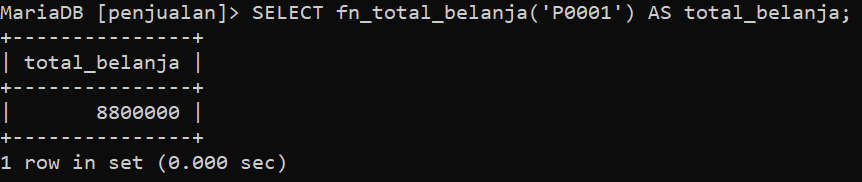 MariaDB [penjualan]> SELECT fn_total_belanja('P0001') AS total_belanja;
+---------------+
| total_belanja |
+---------------+
|       8800000 |
+---------------+
1 row in set (0.000 sec)